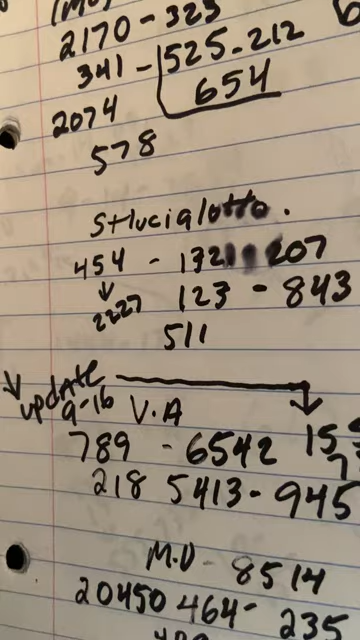 2170 - 323
341 - 525-212
654
2074
578
Stlucialotto.
454 - 132 207
2227 123 - 843
511
update
9-16 V.A
789 - 6542 15
218 5413 - 945
M.D - 8514
20450 464 - 235